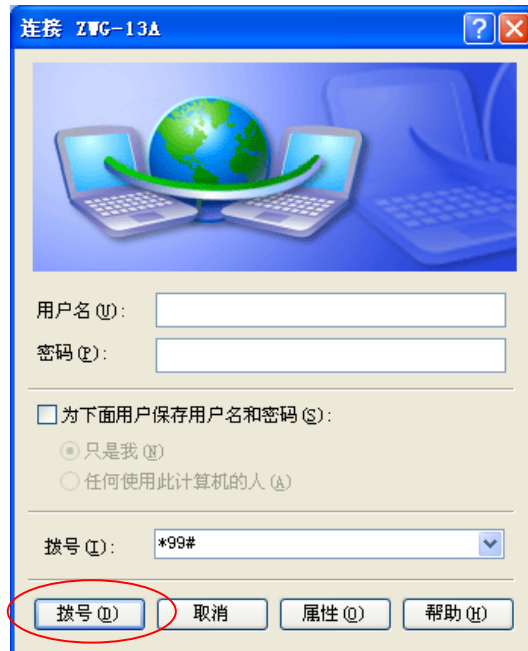 连接 ZWG-13A
用户名(U):
密码(P):
为下面用户保存用户名和密码(S):
只是我(N)
任何使用此计算机的人(A)
拨号(I): *99#
拨号(D) 取消 属性(O) 帮助(H)